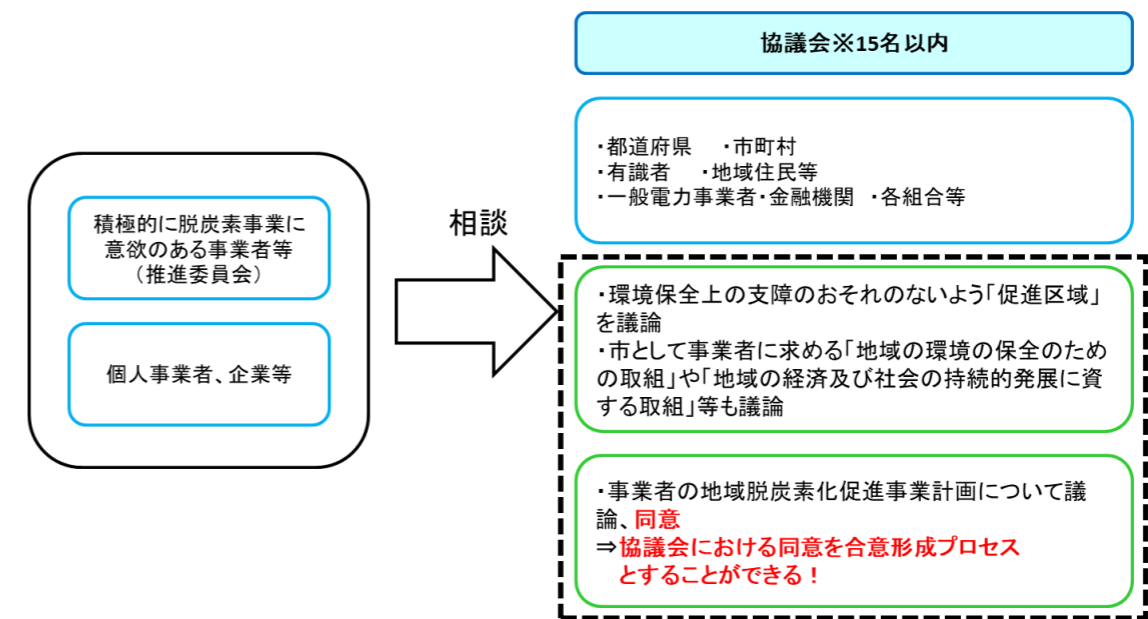 協議会※15名以内
・都道府県　・市町村
・有識者　・地域住民等
・一般電力事業者・金融機関　・各組合等
積極的に脱炭素事業に
意欲のある事業者等
（推進委員会）
個人事業者、企業等
相談
・環境保全上の支障のおそれのないよう「促進区域」
を議論
・市として事業者に求める「地域の環境の保全のため
の取組」や「地域の経済及び社会の持続的発展に資
する取組」等も議論
・事業者の地域脱炭素化促進事業計画について議
論、同意
⇒協議会における同意を合意形成プロセス
とすることができる！